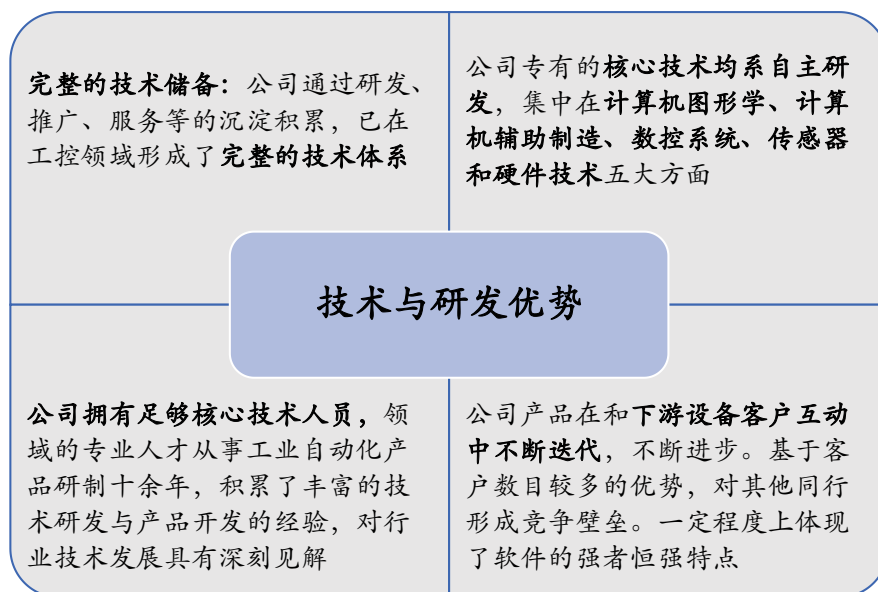 完整的技术储备：公司通过研发、
推广、服务等的沉淀积累，已在
工控领域形成了完整的技术体系
公司专有的核心技术均系自主研
发，集中在计算机图形学、计算
机辅助制造、数控系统、传感器
和硬件技术五大方面
技术与研发优势
公司拥有足够核心技术人员，领
域的专业人才从事工业自动化产
品研制十余年，积累了丰富的技
术研发与产品开发的经验，对行
业技术发展具有深刻见解
公司产品在和下游设备客户互动
中不断迭代，不断进步。基于客
户数目较多的优势，对其他同行
形成竞争壁垒。一定程度上体现
了软件的强者恒强特点